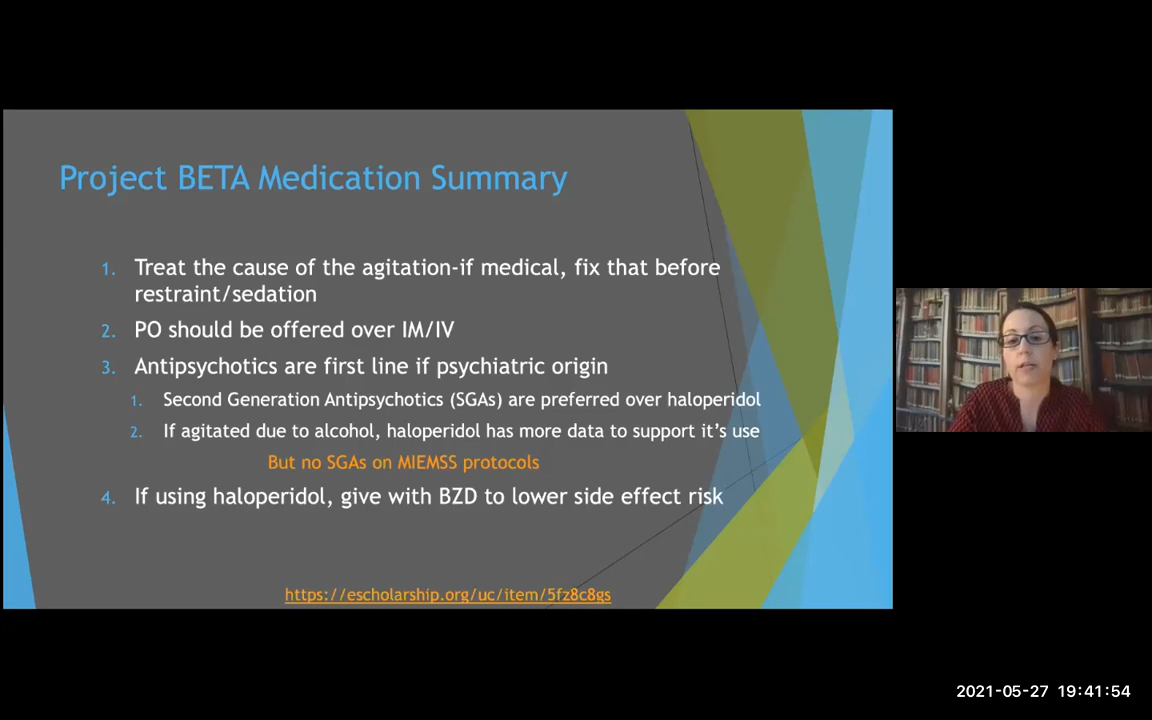 Project BETA Medication Summary
1. Treat the cause of the agitation-if medical, fix that before
restraint/sedation
2. PO should be offered over IM/IV
3. Antipsychotics are first line if psychiatric origin
1. Second Generation Antipsychotics (SGAs) are preferred over haloperidol
2. If agitated due to alcohol, haloperidol has more data to support it's use
But no SGAs on MIEMSS protocols
4. If using haloperidol, give with BZD to lower side effect risk
https://escholarship.org/uc/item/5fz8c8gs
2021-05-27 19:41:54